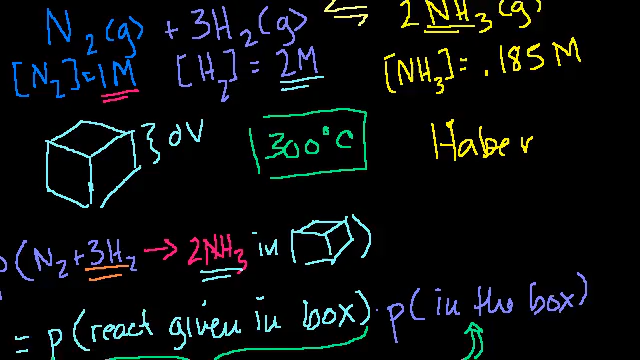 N₂(g) + 3H₂(g) ⇌ 2NH₃(g)
[N₂]=1M [H₂]=2M [NH₃]=.185M
}dV 300°C Haber
p(N₂+3H₂→2NH₃ in )
=p(react given in box)·p(in the box)